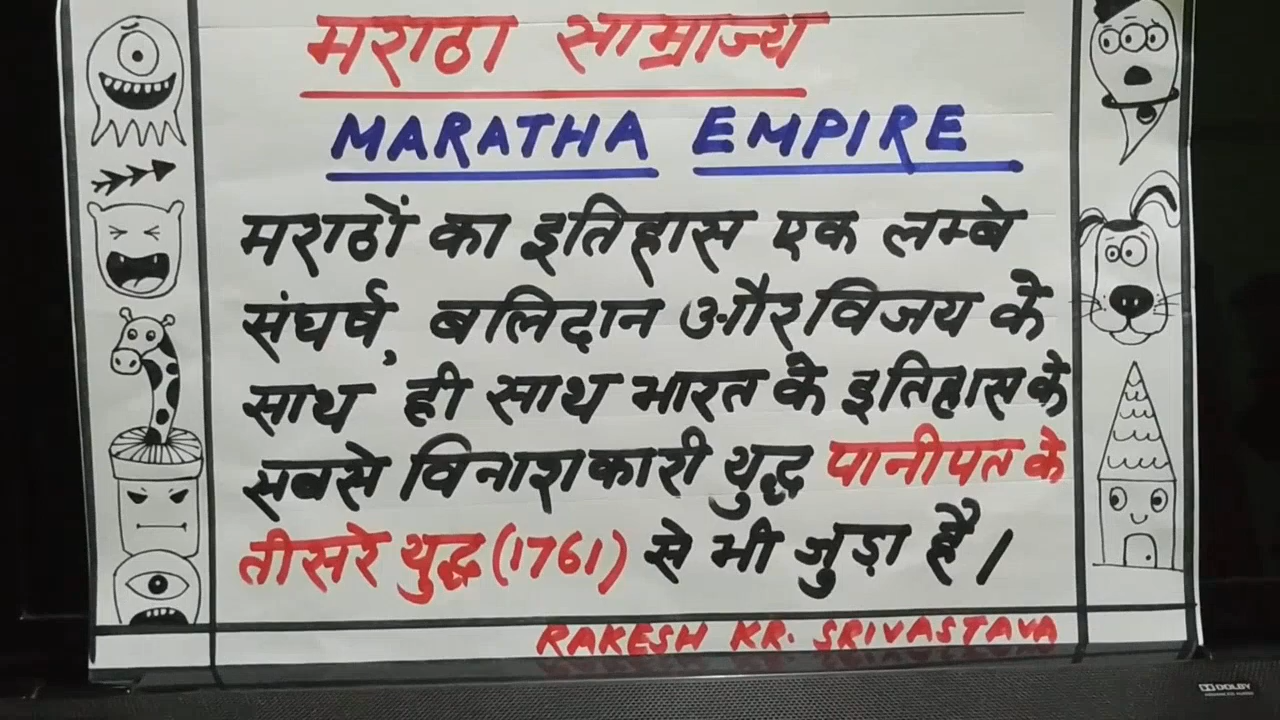 मराठा साम्राज्य
MARATHA EMPIRE
मराठों का इतिहास एक लम्बे
संघर्ष, बलिदान और विजय के
साथ ही साथ भारत के इतिहास के
सबसे विनाशकारी युद्ध पानीपत के
तीसरे युद्ध (1761) से भी जुड़ा है।
RAKESH KR. SRIVASTAVA
DOLBY